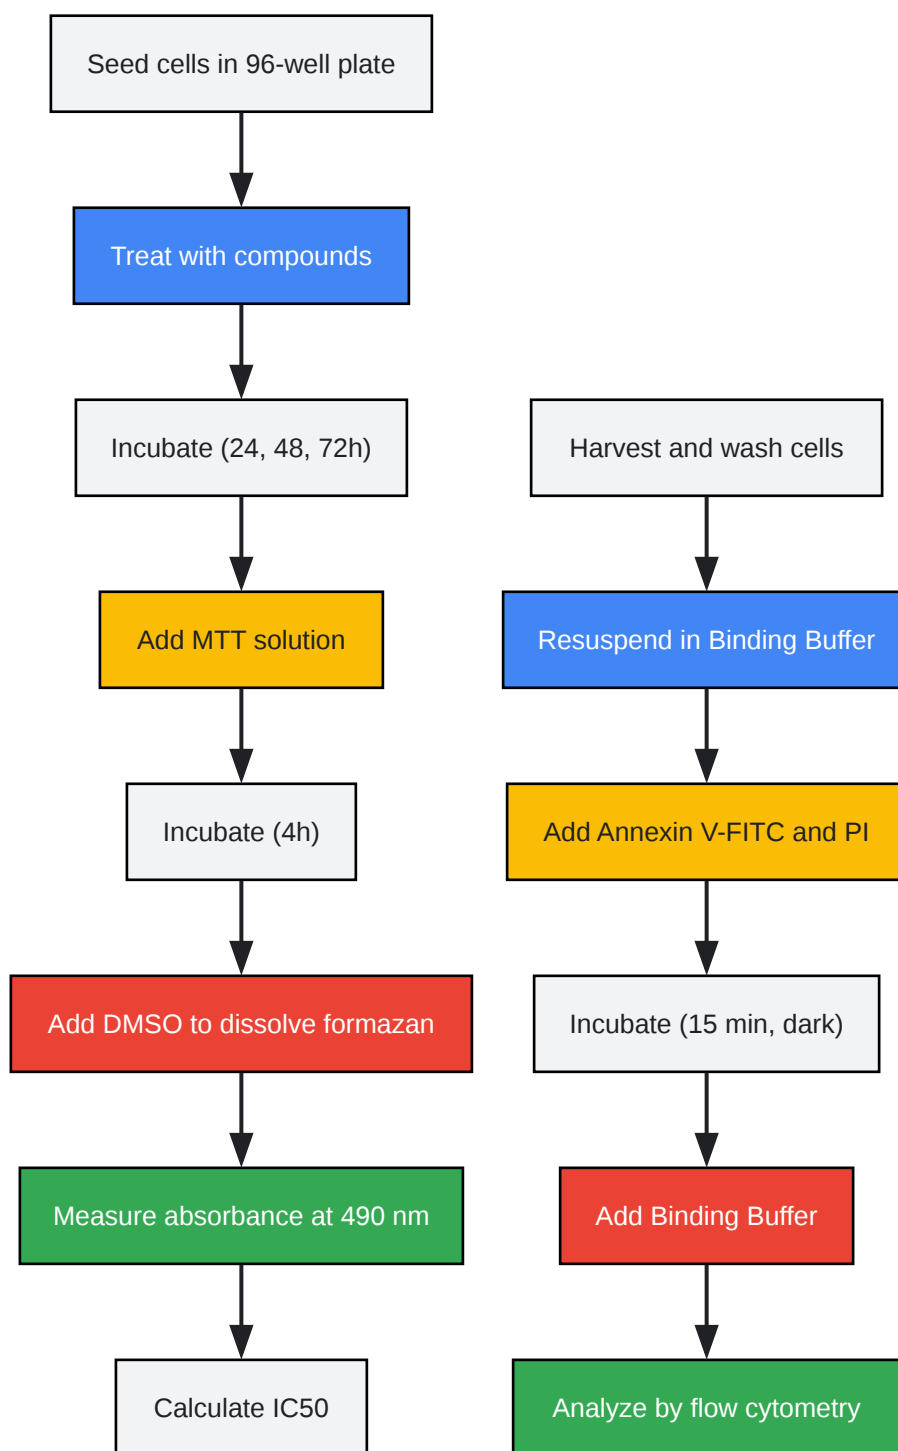 Seed cells in 96-well plate
Treat with compounds
Incubate (24, 48, 72h)
Add MTT solution
Incubate (4h)
Add DMSO to dissolve formazan
Measure absorbance at 490 nm
Calculate IC50
Harvest and wash cells
Resuspend in Binding Buffer
Add Annexin V-FITC and PI
Incubate (15 min, dark)
Add Binding Buffer
Analyze by flow cytometry